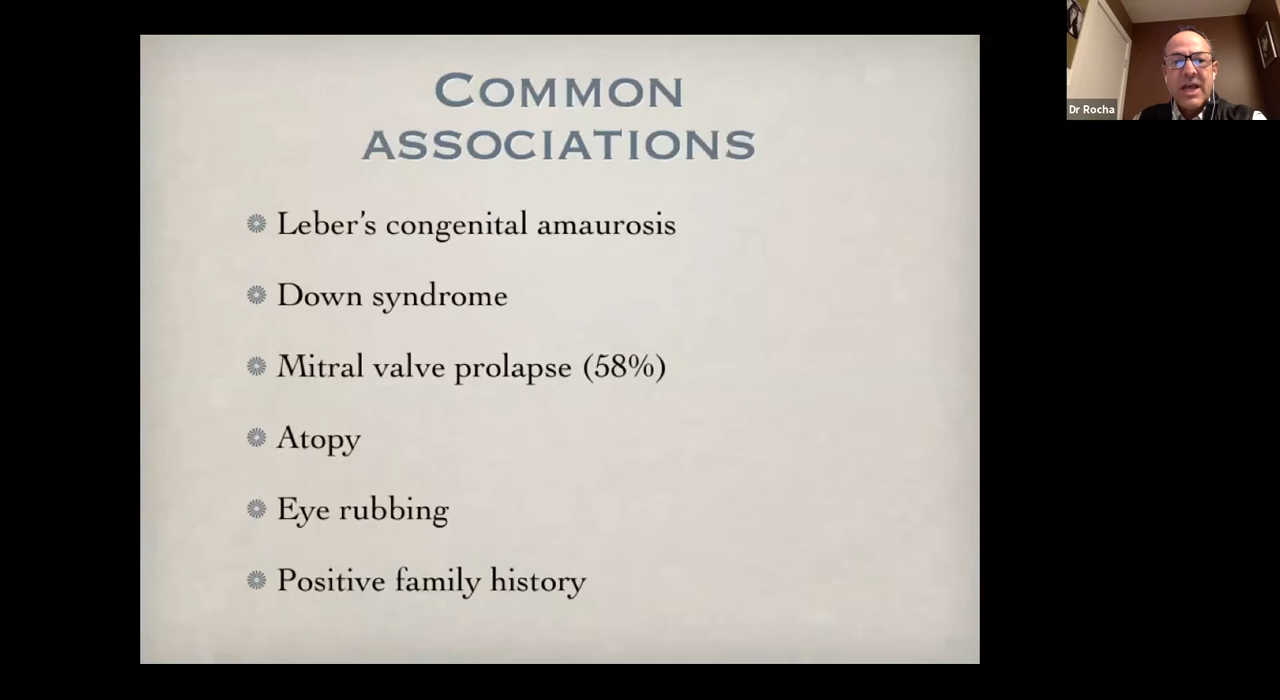 COMMON
ASSOCIATIONS
Leber's congenital amaurosis
Down syndrome
Mitral valve prolapse (58%)
Atopy
Eye rubbing
Positive family history
Dr Rocha